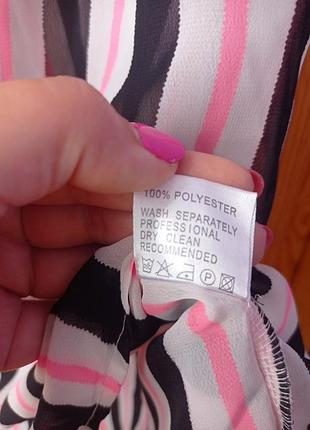 100% POLYESTER
WASH SEPARATELY
PROFESSIONAL
DRY CLEAN
RECOMMENDED
P